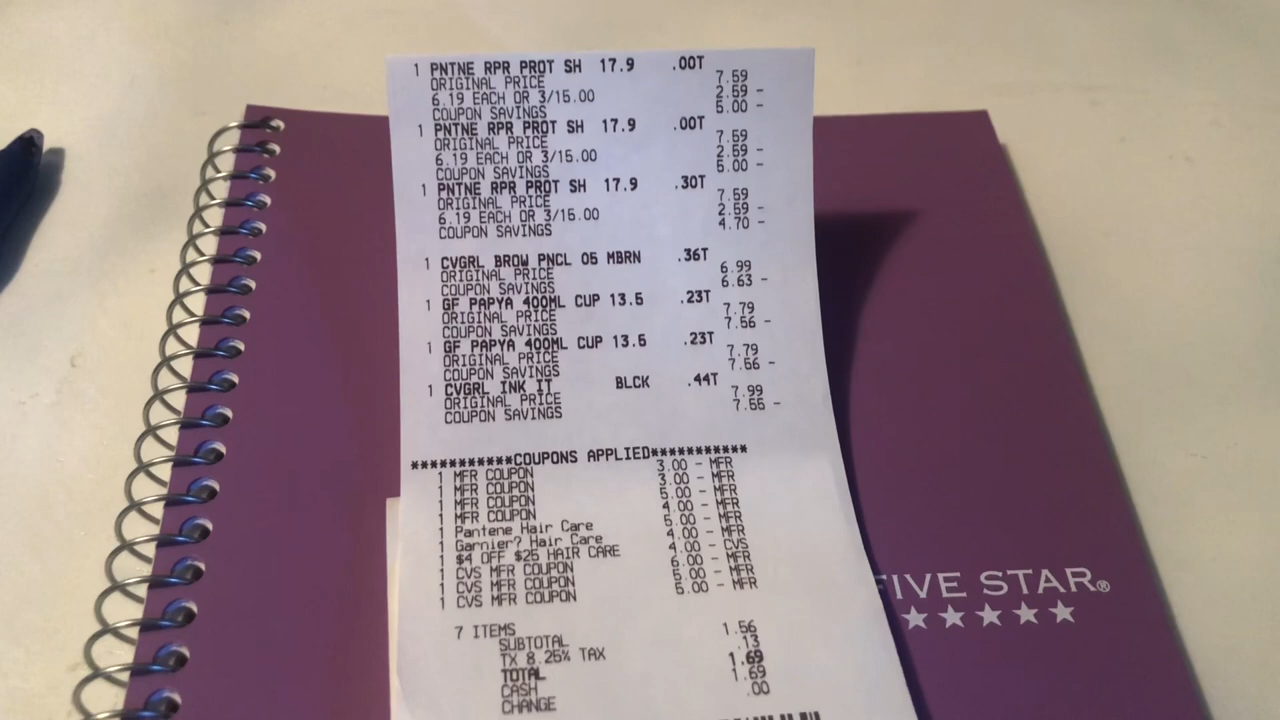 1 PNTNE RPR PROT SH 17.9 .00T
ORIGINAL PRICE 7.59
6.19 EACH OR 3/15.00 2.59 -
COUPON SAVINGS 5.00 -
1 PNTNE RPR PROT SH 17.9 .00T
ORIGINAL PRICE 7.59
6.19 EACH OR 3/15.00 2.59 -
COUPON SAVINGS 5.00 -
1 PNTNE RPR PROT SH 17.9 .30T
ORIGINAL PRICE 7.59
6.19 EACH OR 3/15.00 2.59 -
COUPON SAVINGS 4.70 -
1 CVGRL BROW PNCL 05 MBRN .36T
ORIGINAL PRICE 6.99
COUPON SAVINGS 6.63 -
1 GF PAPYA 400ML CUP 13.5 .23T
ORIGINAL PRICE 7.79
COUPON SAVINGS 7.56 -
1 GF PAPYA 400ML CUP 13.5 .23T
ORIGINAL PRICE 7.79
COUPON SAVINGS 7.56 -
1 CVGRL INK IT BLCK .44T
ORIGINAL PRICE 7.99
COUPON SAVINGS 7.55 -
***********COUPONS APPLIED***********
1 MFR COUPON 3.00 - MFR
1 MFR COUPON 3.00 - MFR
1 MFR COUPON 5.00 - MFR
1 MFR COUPON 4.00 - MFR
1 Pantene Hair Care 5.00 - MFR
1 Garnier? Hair Care 4.00 - MFR
1 $4 OFF $25 HAIR CARE 4.00 - CVS
1 CVS MFR COUPON 6.00 - MFR
1 CVS MFR COUPON 5.00 - MFR
1 CVS MFR COUPON 5.00 - MFR
7 ITEMS
SUBTOTAL 1.56
TX 8.25% TAX .13
TOTAL 1.69
CASH 1.69
CHANGE .00
FIVE STAR®